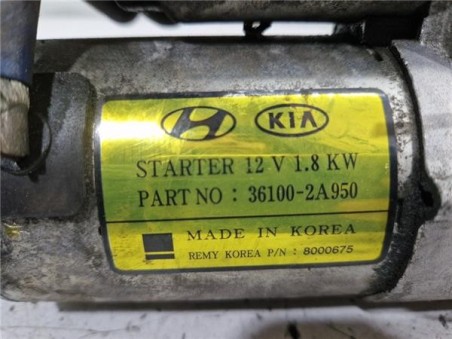 KIA
STARTER 12 V 1.8 KW
PART NO : 36100-2A950
MADE IN KOREA
REMY KOREA P/N : 8000675